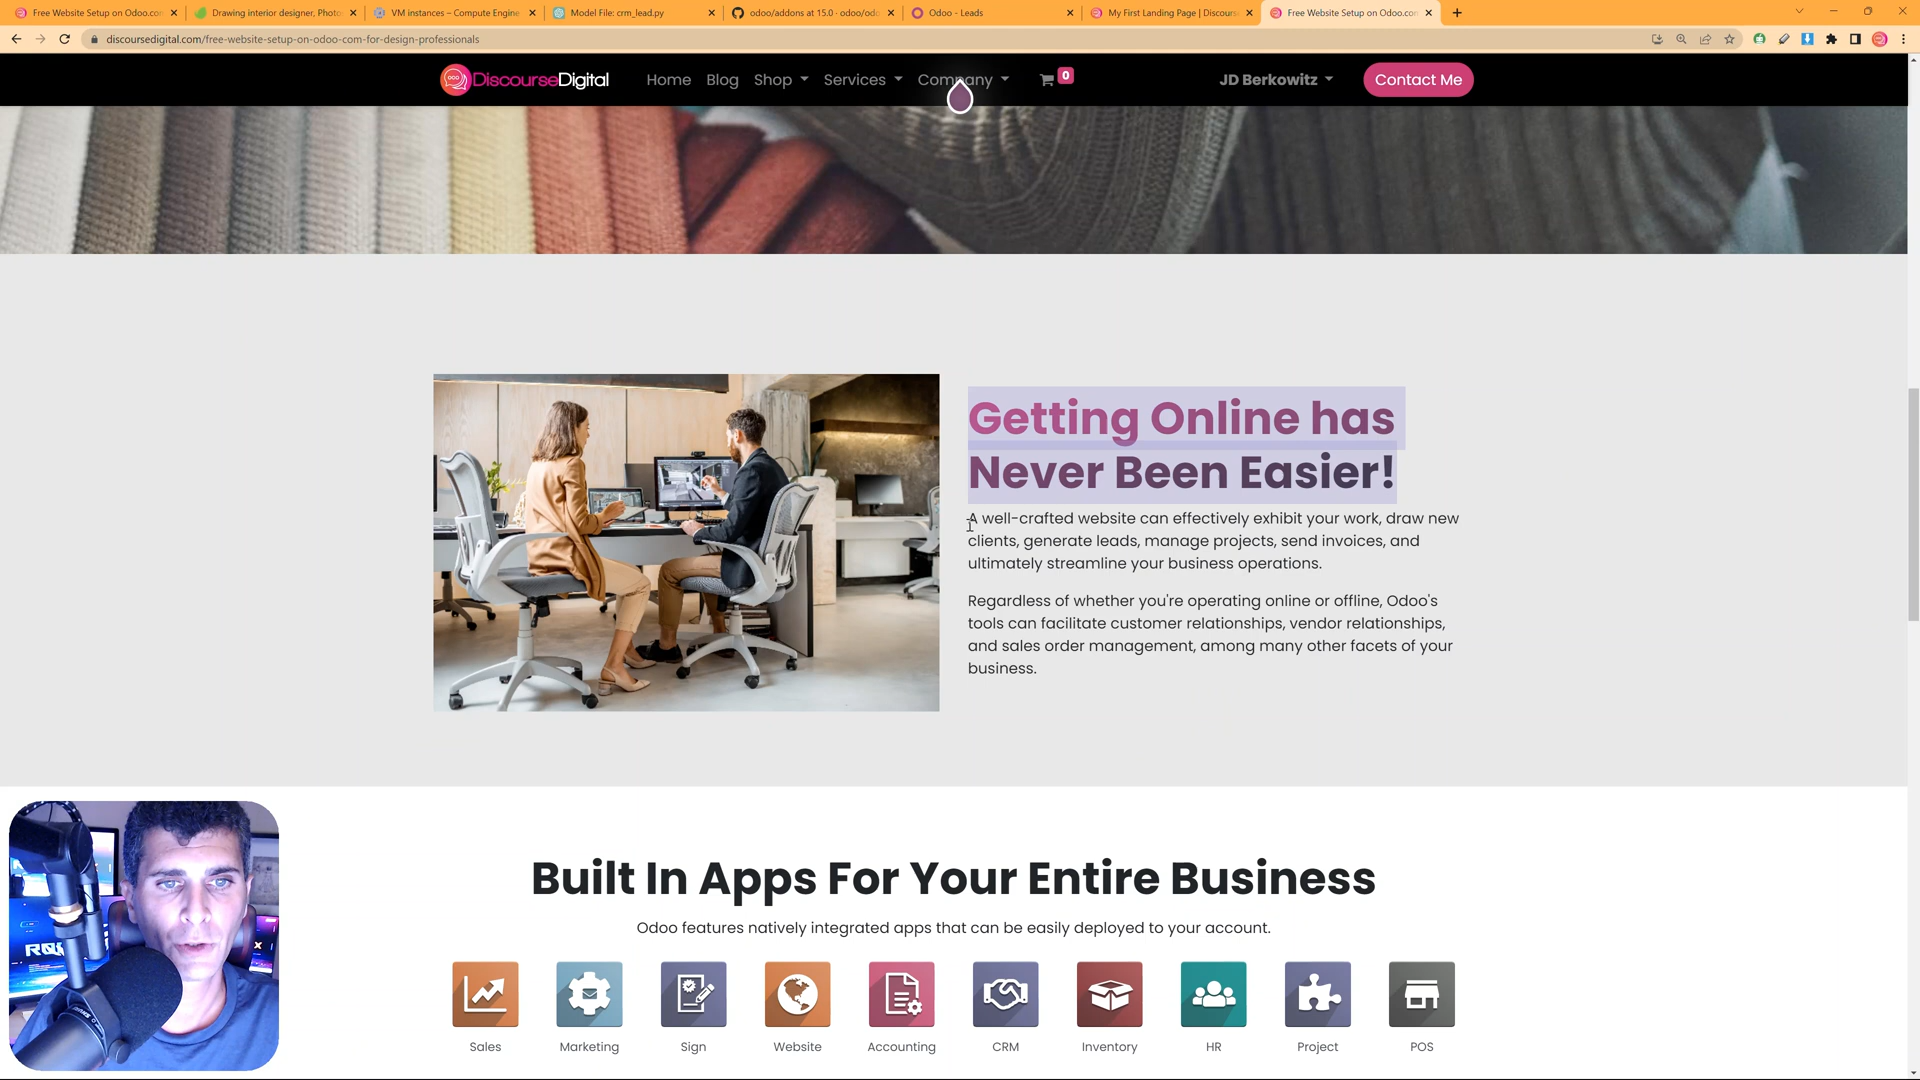 Free Website Setup on Odoo.com
Drawing interior designer, Photo
VM instances – Compute Engine
Model File: crm_lead.py
odoo/addons at 15.0 · odoo/odo
Odoo - Leads
My First Landing Page | Discours
Free Website Setup on Odoo.com
discoursedigital.com/free-website-setup-on-odoo-com-for-design-professionals
DiscourseDigital
Home
Blog
Shop
Services
Company
0
JD Berkowitz
Contact Me
Getting Online has
Never Been Easier!
A well-crafted website can effectively exhibit your work, draw new
clients, generate leads, manage projects, send invoices, and
ultimately streamline your business operations.
Regardless of whether you're operating online or offline, Odoo's
tools can facilitate customer relationships, vendor relationships,
and sales order management, among many other facets of your
business.
Built In Apps For Your Entire Business
Odoo features natively integrated apps that can be easily deployed to your account.
Sales
Marketing
Sign
Website
Accounting
CRM
Inventory
HR
Project
POS